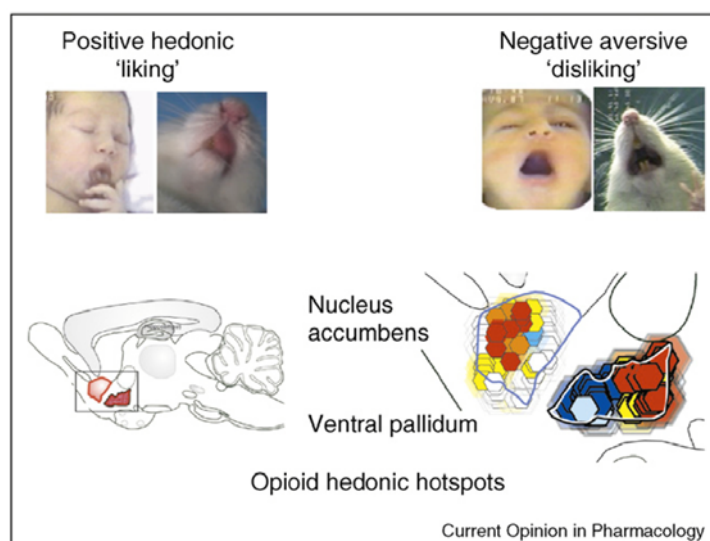 Positive hedonic
'liking'
Negative aversive
'disliking'
Nucleus
accumbens
Ventral pallidum
Opioid hedonic hotspots
Current Opinion in Pharmacology